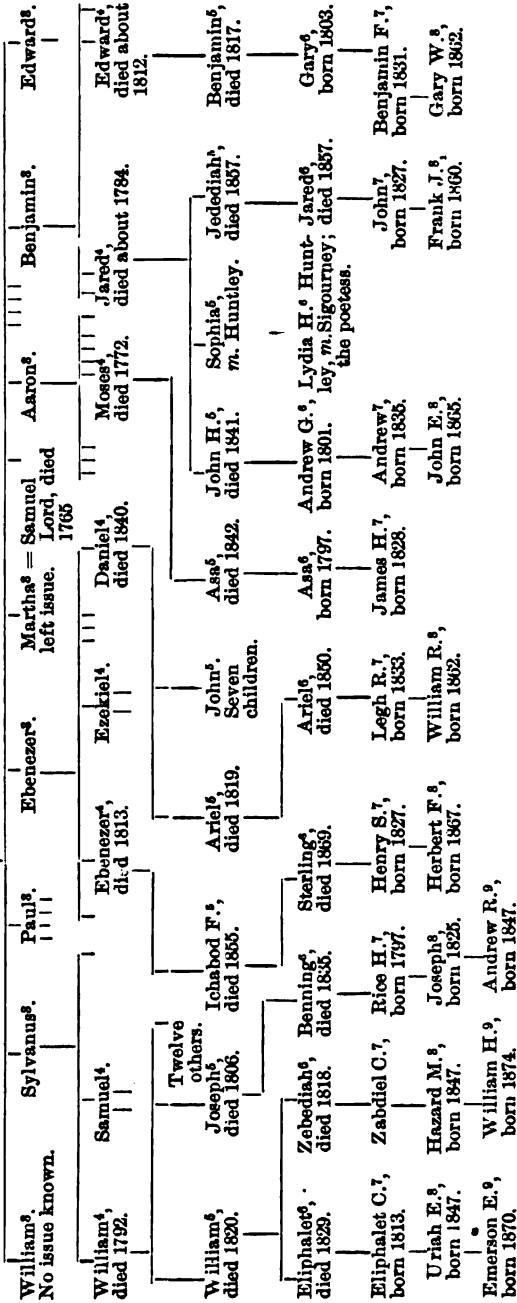 William³,
No issue known.
Sylvanus³.
Paul³.
Ebenezer³.
Martha³ = Samuel
left issue. Lord, died
1765
Aaron³.
Benjamin³.
Edward³.
William⁴,
died 1792.
Samuel⁴.
Ebenezer⁴,
died 1813.
Ezekiel⁴.
Daniel⁴,
died 1840.
Moses⁴,
died 1772.
Jared⁴,
died about 1784.
Edward⁴,
died about
1812.
William⁵,
died 1820.
Twelve
others.
Joseph⁵,
died 1806.
Ichabod F.⁵,
died 1855.
Ariel⁵,
died 1819.
John⁵.
Seven
children.
Asa⁵,
died 1842.
John H.⁵,
died 1841.
Sophia⁵,
m. Huntley.
Jedediah⁵,
died 1857.
Benjamin⁵,
died 1817.
Eliphalet⁶,
died 1829.
Zebediah⁶,
died 1818.
Benning⁶,
died 1835.
Sterling⁶,
died 1869.
Ariel⁶,
died 1850.
Asa⁶,
born 1797.
Andrew G.⁶,
born 1801.
Lydia H.⁶ Hunt-
ley, m. Sigourney;
the poetess.
Jared⁶,
died 1857.
Gary⁶,
born 1803.
Eliphalet C.⁷,
born 1813.
Zabdiel C.⁷,
Rice H.⁷,
born 1797.
Henry S.⁷,
born 1827.
Legh R.⁷,
born 1833.
James H.⁷,
born 1828.
Andrew⁷,
born 1835.
John⁷,
born 1827.
Benjamin F.⁷,
born 1831.
Uriah E.⁸,
born 1847.
Hazard M.⁸,
born 1847.
Joseph⁸,
born 1825.
Herbert F.⁸,
born 1867.
William R.⁸,
born 1862.
John E.⁸,
born 1865.
Frank J.⁸,
born 1860.
Gary W.⁸,
born 1862.
Emerson E.⁹,
born 1870.
William H.⁹,
born 1874.
Andrew R.⁹,
born 1847.